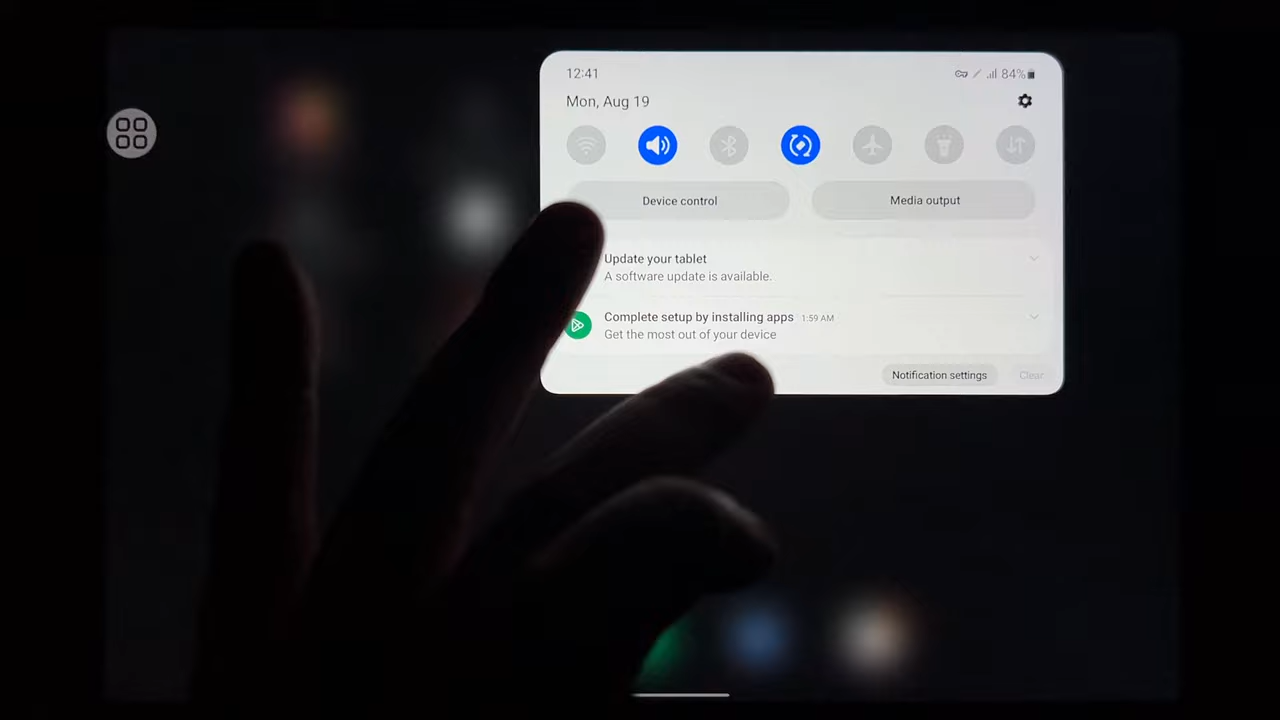 12:41
84%
Mon, Aug 19
Device control
Media output
Update your tablet
A software update is available.
Complete setup by installing apps 1:59 AM
Get the most out of your device
Notification settings
Clear